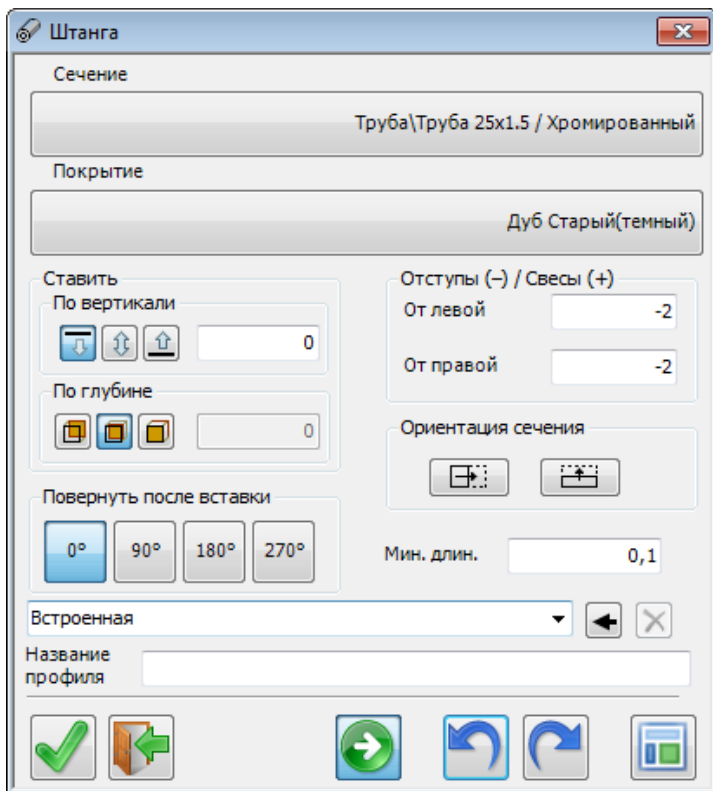 Штанга
Сечение
Труба\Труба 25x1.5 / Хромированный
Покрытие
Дуб Старый(темный)
Ставить
По вертикали
0
По глубине
0
Отступы (–) / Свесы (+)
От левой
-2
От правой
-2
Ориентация сечения
Повернуть после вставки
0° 90° 180° 270°
Мин. длин.
0,1
Встроенная
Название
профиля